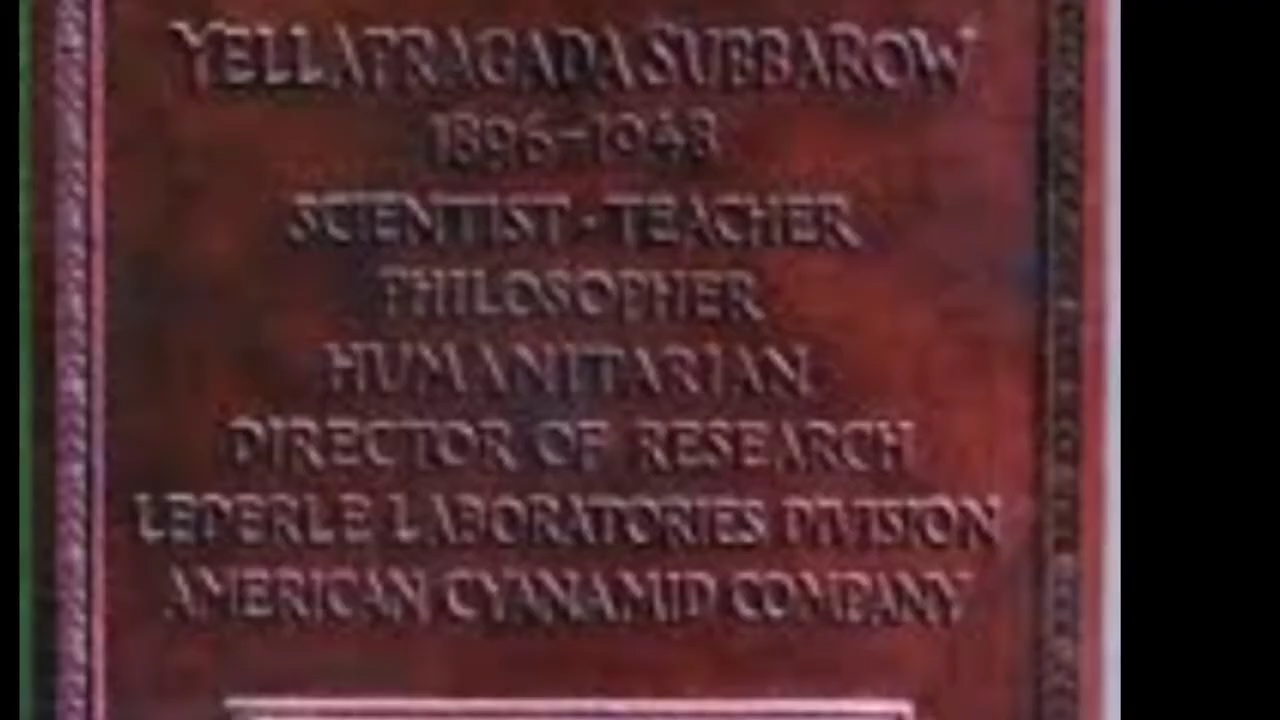 YELLAPRAGADA SUBBAROW
1896-1948
SCIENTIST · TEACHER
PHILOSOPHER
HUMANITARIAN
DIRECTOR OF RESEARCH
LEDERLE LABORATORIES DIVISION
AMERICAN CYANAMID COMPANY